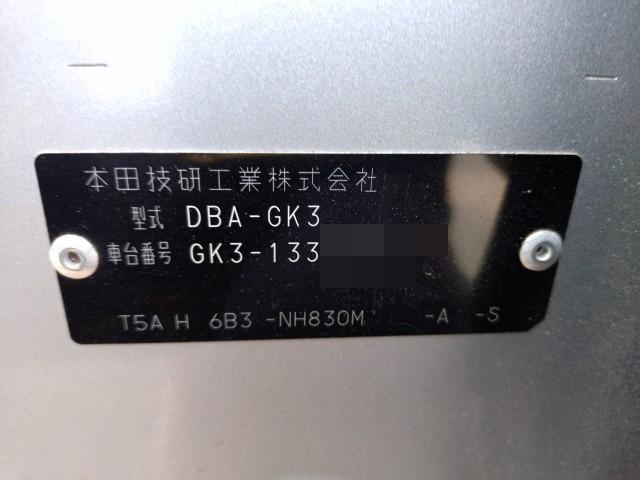 本田技研工業株式会社
型式 DBA-GK3
車台番号 GK3-133
T5A H 6B3 -NH830M -A -S